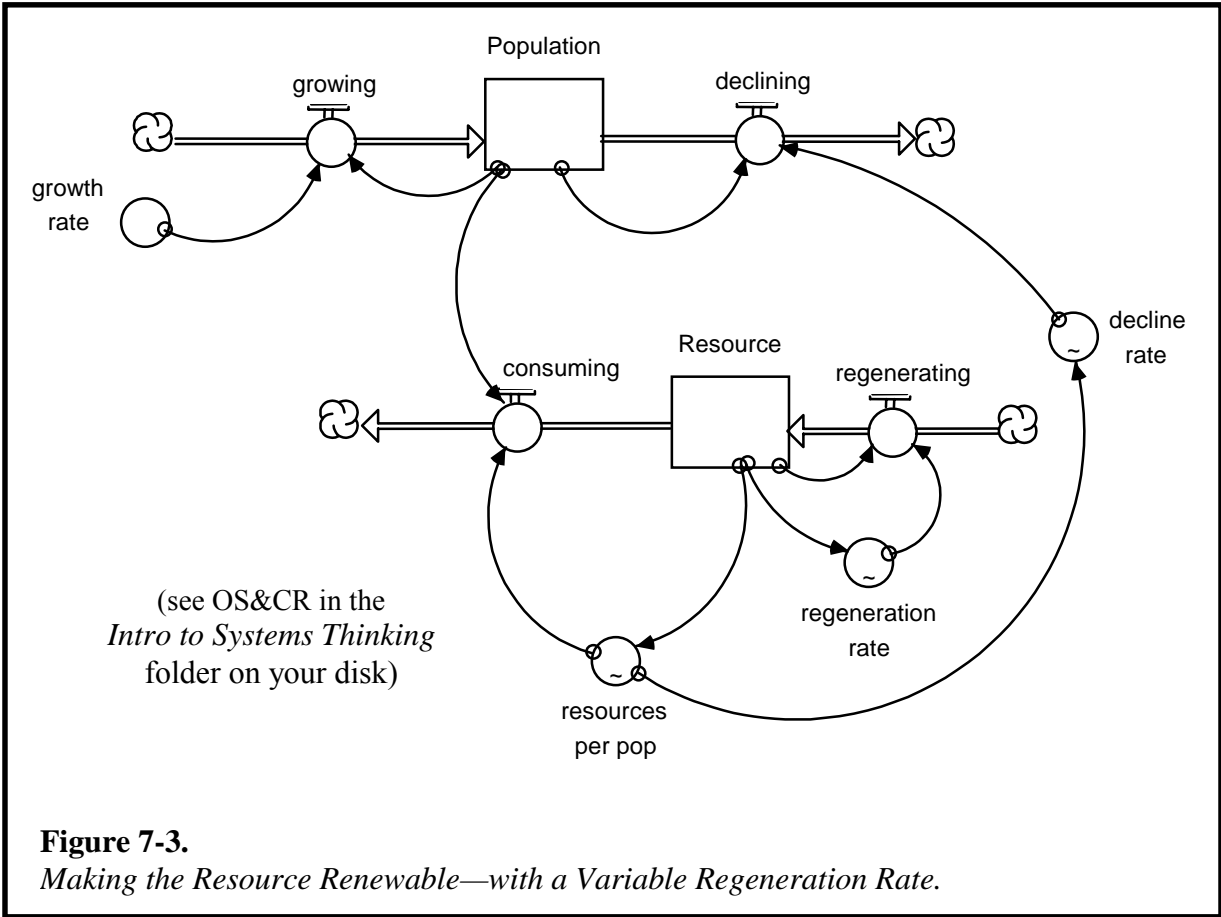 Population
growing
declining
growth
rate
decline
rate
Resource
consuming
regenerating
~
~
regeneration
rate
(see OS&CR in the
Intro to Systems Thinking
folder on your disk)
~
resources
per pop
Figure 7-3.
Making the Resource Renewable—with a Variable Regeneration Rate.